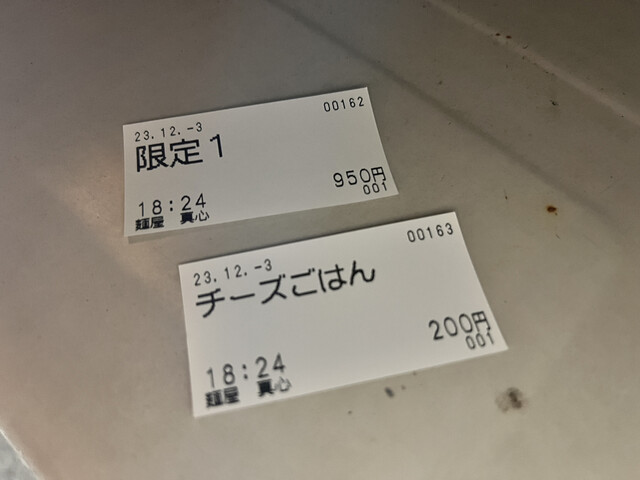 00162
23.12.-3
限定1
950円
001
18:24
麺屋 真心
00163
23.12.-3
チーズごはん
200円
001
18:24
麺屋 真心